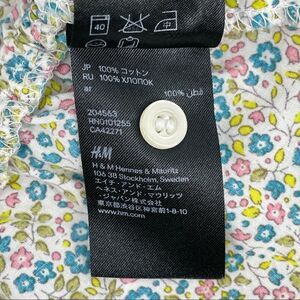 40
JP 100% コットン
RU 100% ХЛОПОК
ar 100% قطن
204563
RN0101255
CA42271
H&M
H & M Hennes & Mauritz
106 38 Stockholm, Sweden
エイチ・アンド・エム
ヘネス・アンド・マウリッツ
・ジャパン株式会社
東京都渋谷区神宮前1-8-10
www.hm.com